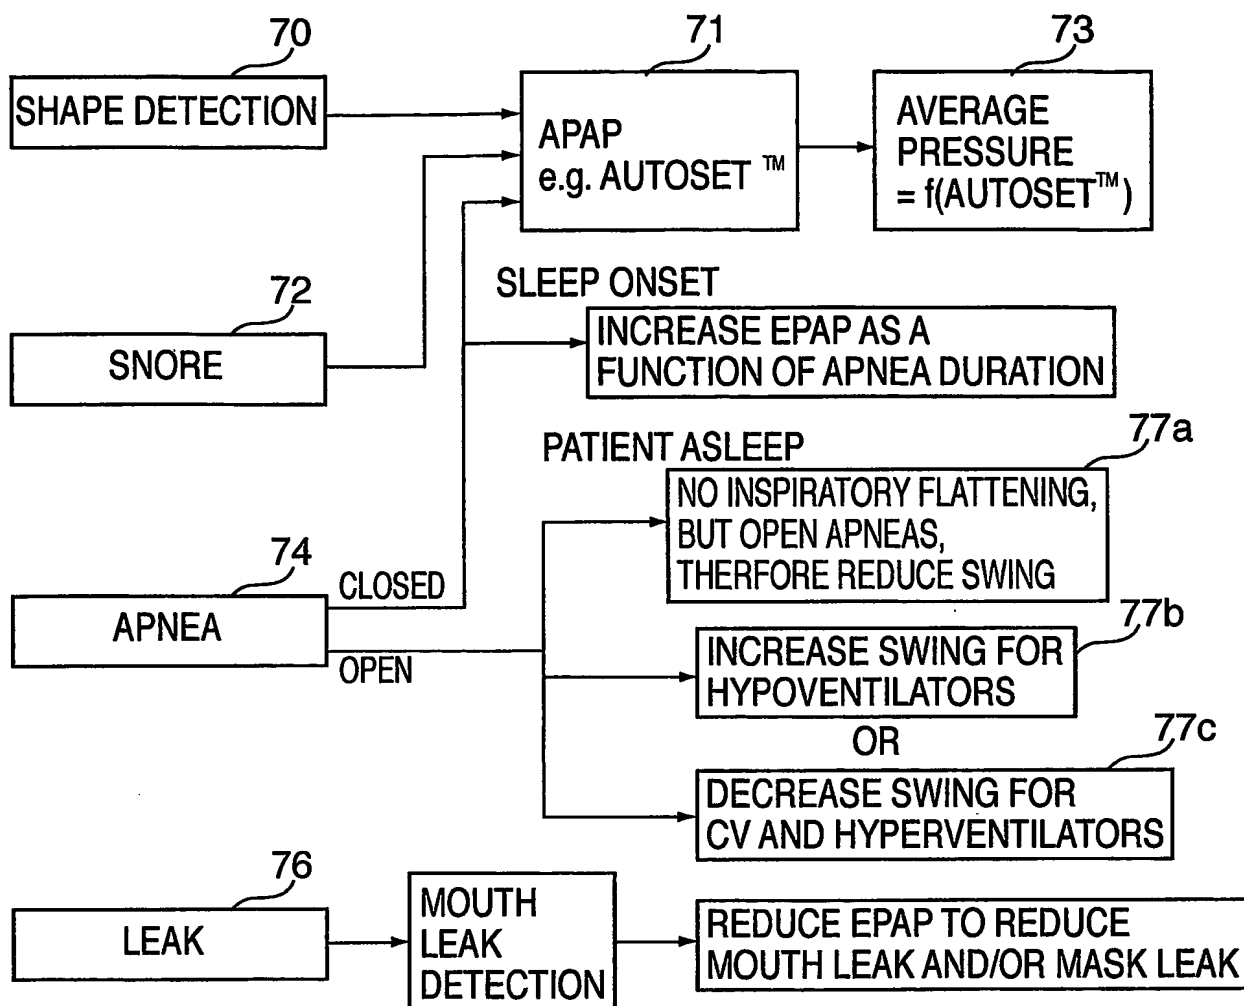 70
SHAPE DETECTION
71
APAP
e.g. AUTOSET ™
73
AVERAGE
PRESSURE
= f(AUTOSET™)
72
SNORE
SLEEP ONSET
INCREASE EPAP AS A
FUNCTION OF APNEA DURATION
74
APNEA
CLOSED
OPEN
PATIENT ASLEEP
77a
NO INSPIRATORY FLATTENING,
BUT OPEN APNEAS,
THERFORE REDUCE SWING
77b
INCREASE SWING FOR
HYPOVENTILATORS
OR
77c
DECREASE SWING FOR
CV AND HYPERVENTILATORS
76
LEAK
MOUTH
LEAK
DETECTION
REDUCE EPAP TO REDUCE
MOUTH LEAK AND/OR MASK LEAK